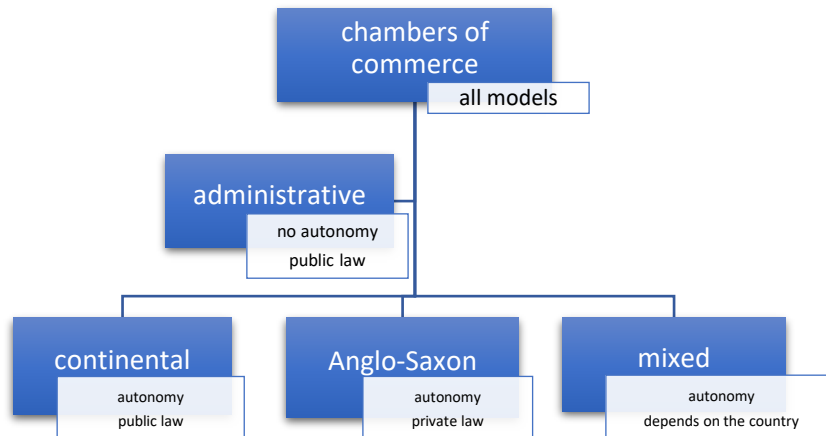 chambers of
commerce
all models
administrative
no autonomy
public law
continental
autonomy
public law
Anglo-Saxon
autonomy
private law
mixed
autonomy
depends on the country